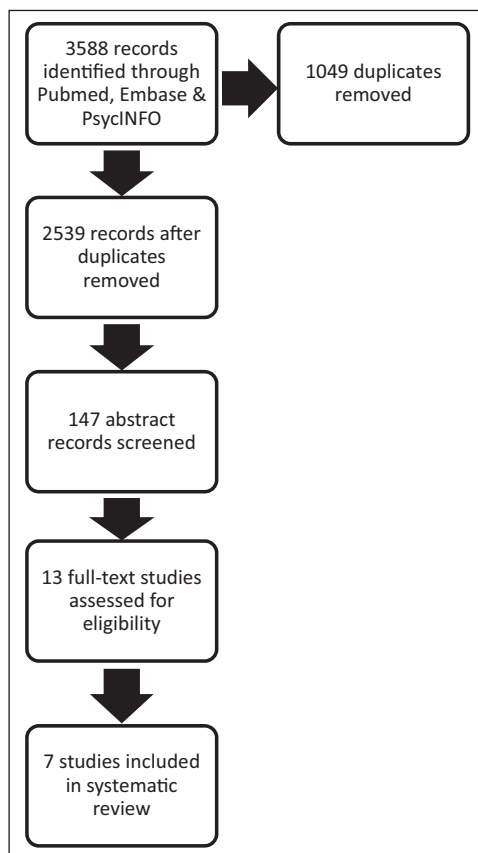 3588 records
identified through
Pubmed, Embase &
PsycINFO
1049 duplicates
removed
2539 records after
duplicates
removed
147 abstract
records screened
13 full-text studies
assessed for
eligibility
7 studies included
in systematic
review